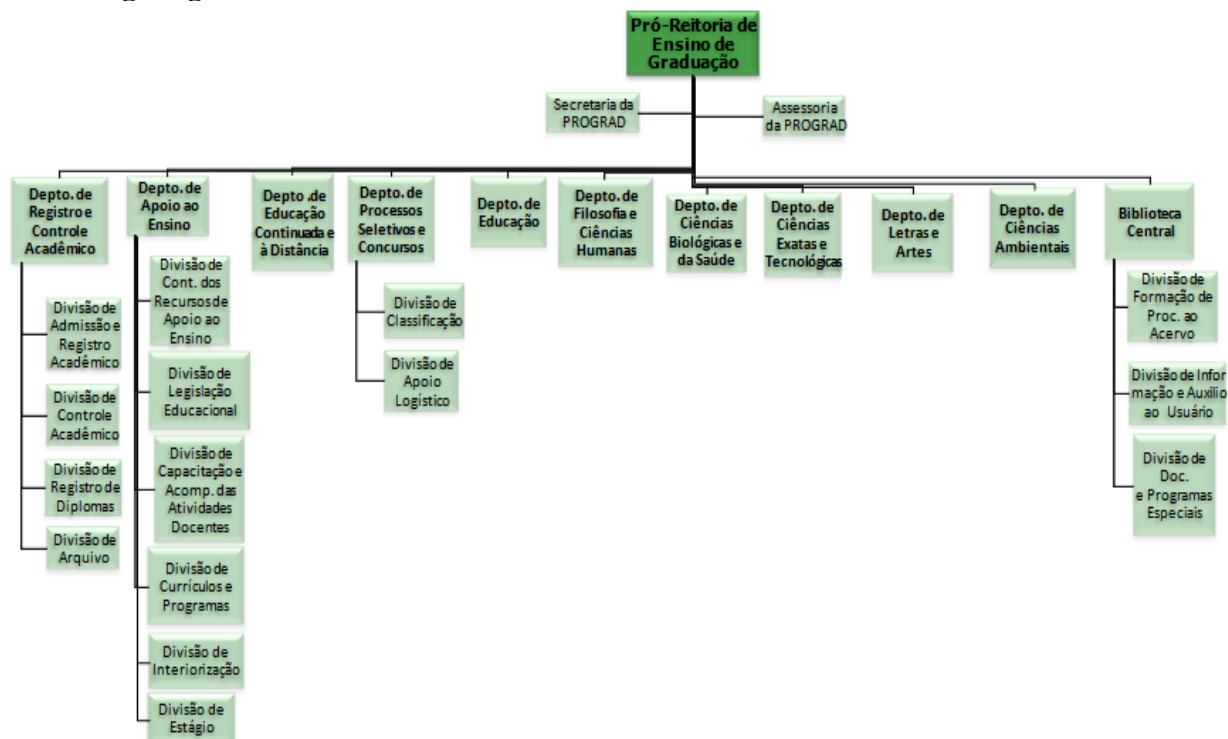 Pró-Reitoria de
Ensino de
Graduação
Secretaria da
PROGRAD
Assessoria
da PROGRAD
Depto. de
Registro e
Controle
Acadêmico
Depto. de
Apoio ao
Ensino
Depto .de
Educação
Continuada e
à Distância
Depto. de
Processos
Seletivos e
Concursos
Depto. de
Educação
Depto. de
Filosofia e
Ciências
Humanas
Depto. de
Ciências
Biológicas e
da Saúde
Depto. de
Ciências
Exatas e
Tecnológicas
Depto. de
Letras e
Artes
Depto. de
Ciências
Ambientais
Biblioteca
Central
Divisão de
Admissão e
Registro
Acadêmico
Divisão de
Controle
Acadêmico
Divisão de
Registro de
Diplomas
Divisão de
Arquivo
Divisão de
Cont. dos
Recursos de
Apoio ao
Ensino
Divisão de
Legislação
Educacional
Divisão de
Capacitação e
Acomp. das
Atividades
Docentes
Divisão de
Currículos e
Programas
Divisão de
Interiorização
Divisão de
Estágio
Divisão de
Classificação
Divisão de
Apoio
Logístico
Divisão de
Formação de
Proc. ao
Acervo
Divisão de Infor
mação e Auxilio
ao Usuário
Divisão de
Doc.
e Programas
Especiais